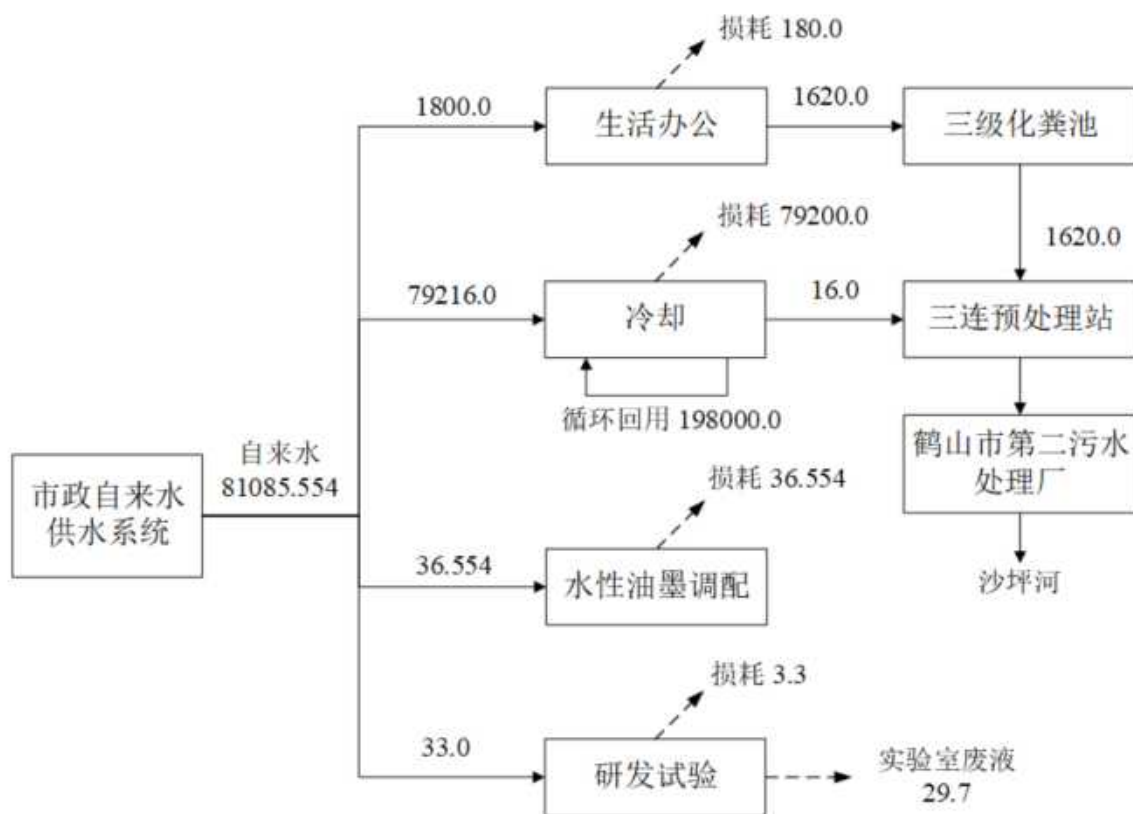 损耗 180.0
1800.0
生活办公
1620.0
三级化粪池
1620.0
损耗 79200.0
79216.0
冷却
16.0
三连预处理站
循环回用 198000.0
鹤山市第二污水
处理厂
沙坪河
市政自来水
供水系统
自来水
81085.554
损耗 36.554
36.554
水性油墨调配
损耗 3.3
33.0
研发试验
实验室废液
29.7